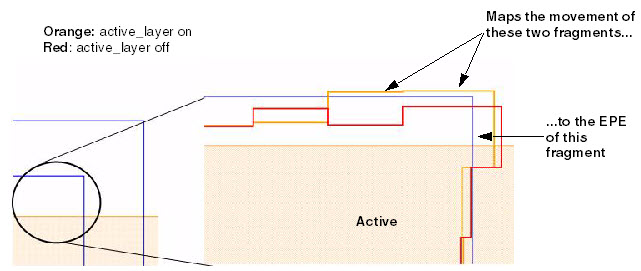 Orange: active_layer on
Red: active_layer off
Maps the movement of
these two fragments...
...to the EPE
of this
fragment
Active